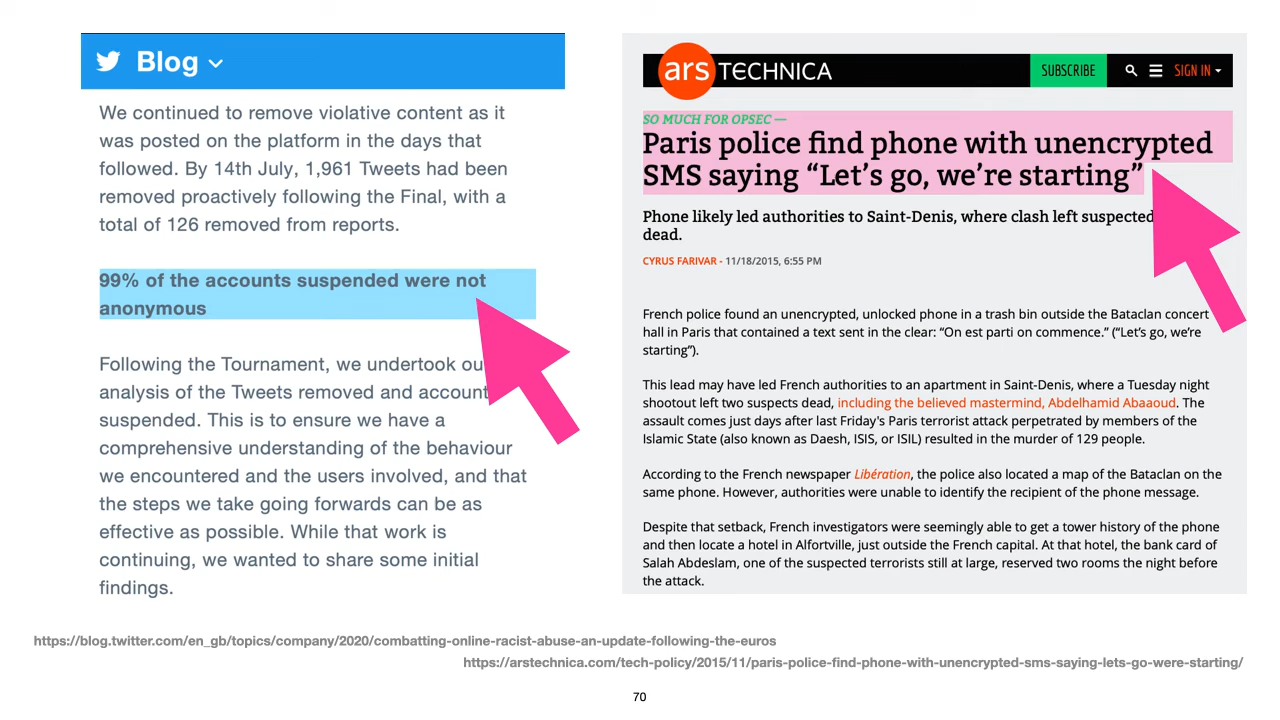 Blog
We continued to remove violative content as it
was posted on the platform in the days that
followed. By 14th July, 1,961 Tweets had been
removed proactively following the Final, with a
total of 126 removed from reports.
99% of the accounts suspended were not
anonymous
Following the Tournament, we undertook ou
analysis of the Tweets removed and account
suspended. This is to ensure we have a
comprehensive understanding of the behaviour
we encountered and the users involved, and that
the steps we take going forwards can be as
effective as possible. While that work is
continuing, we wanted to share some initial
findings.
ars TECHNICA
SUBSCRIBE
SIGN IN
SO MUCH FOR OPSEC —
Paris police find phone with unencrypted
SMS saying “Let’s go, we’re starting”
Phone likely led authorities to Saint-Denis, where clash left suspected
dead.
CYRUS FARIVAR - 11/18/2015, 6:55 PM
French police found an unencrypted, unlocked phone in a trash bin outside the Bataclan concert
hall in Paris that contained a text sent in the clear: “On est parti on commence.” (“Let’s go, we’re
starting”).
This lead may have led French authorities to an apartment in Saint-Denis, where a Tuesday night
shootout left two suspects dead, including the believed mastermind, Abdelhamid Abaaoud. The
assault comes just days after last Friday's Paris terrorist attack perpetrated by members of the
Islamic State (also known as Daesh, ISIS, or ISIL) resulted in the murder of 129 people.
According to the French newspaper Libération, the police also located a map of the Bataclan on the
same phone. However, authorities were unable to identify the recipient of the phone message.
Despite that setback, French investigators were seemingly able to get a tower history of the phone
and then locate a hotel in Alfortville, just outside the French capital. At that hotel, the bank card of
Salah Abdeslam, one of the suspected terrorists still at large, reserved two rooms the night before
the attack.
https://blog.twitter.com/en_gb/topics/company/2020/combatting-online-racist-abuse-an-update-following-the-euros
https://arstechnica.com/tech-policy/2015/11/paris-police-find-phone-with-unencrypted-sms-saying-lets-go-were-starting/
70